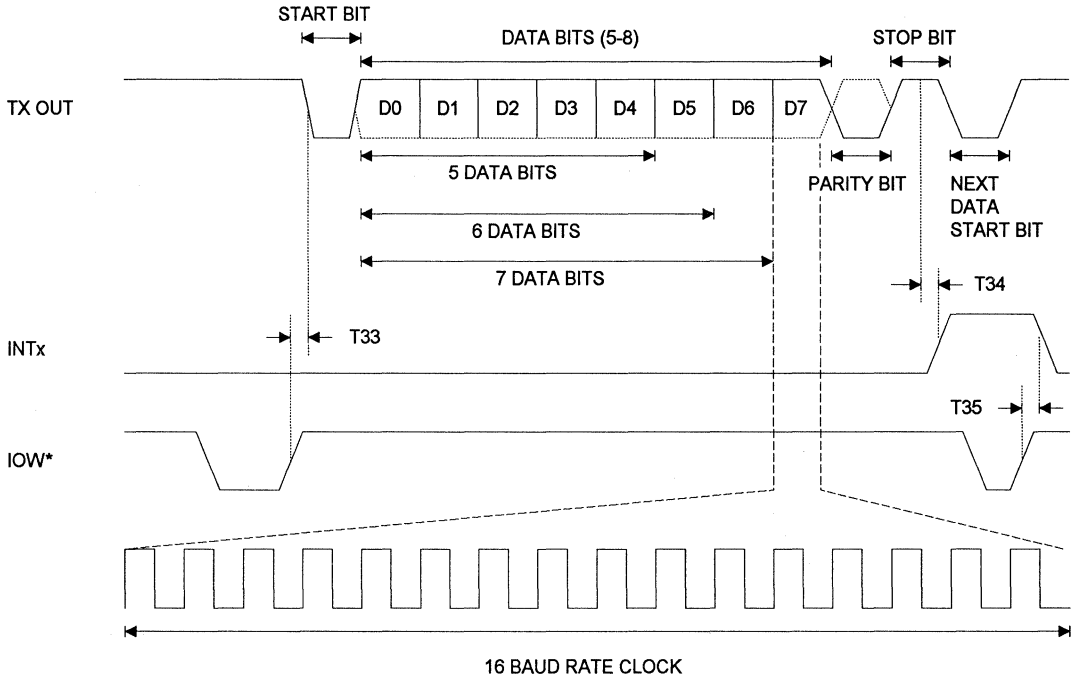 START BIT
DATA BITS (5-8)
STOP BIT
TX OUT
D0 D1 D2 D3 D4 D5 D6 D7
5 DATA BITS
PARITY BIT
NEXT
DATA
START BIT
6 DATA BITS
7 DATA BITS
T34
T33
INTx
T35
IOW*
16 BAUD RATE CLOCK